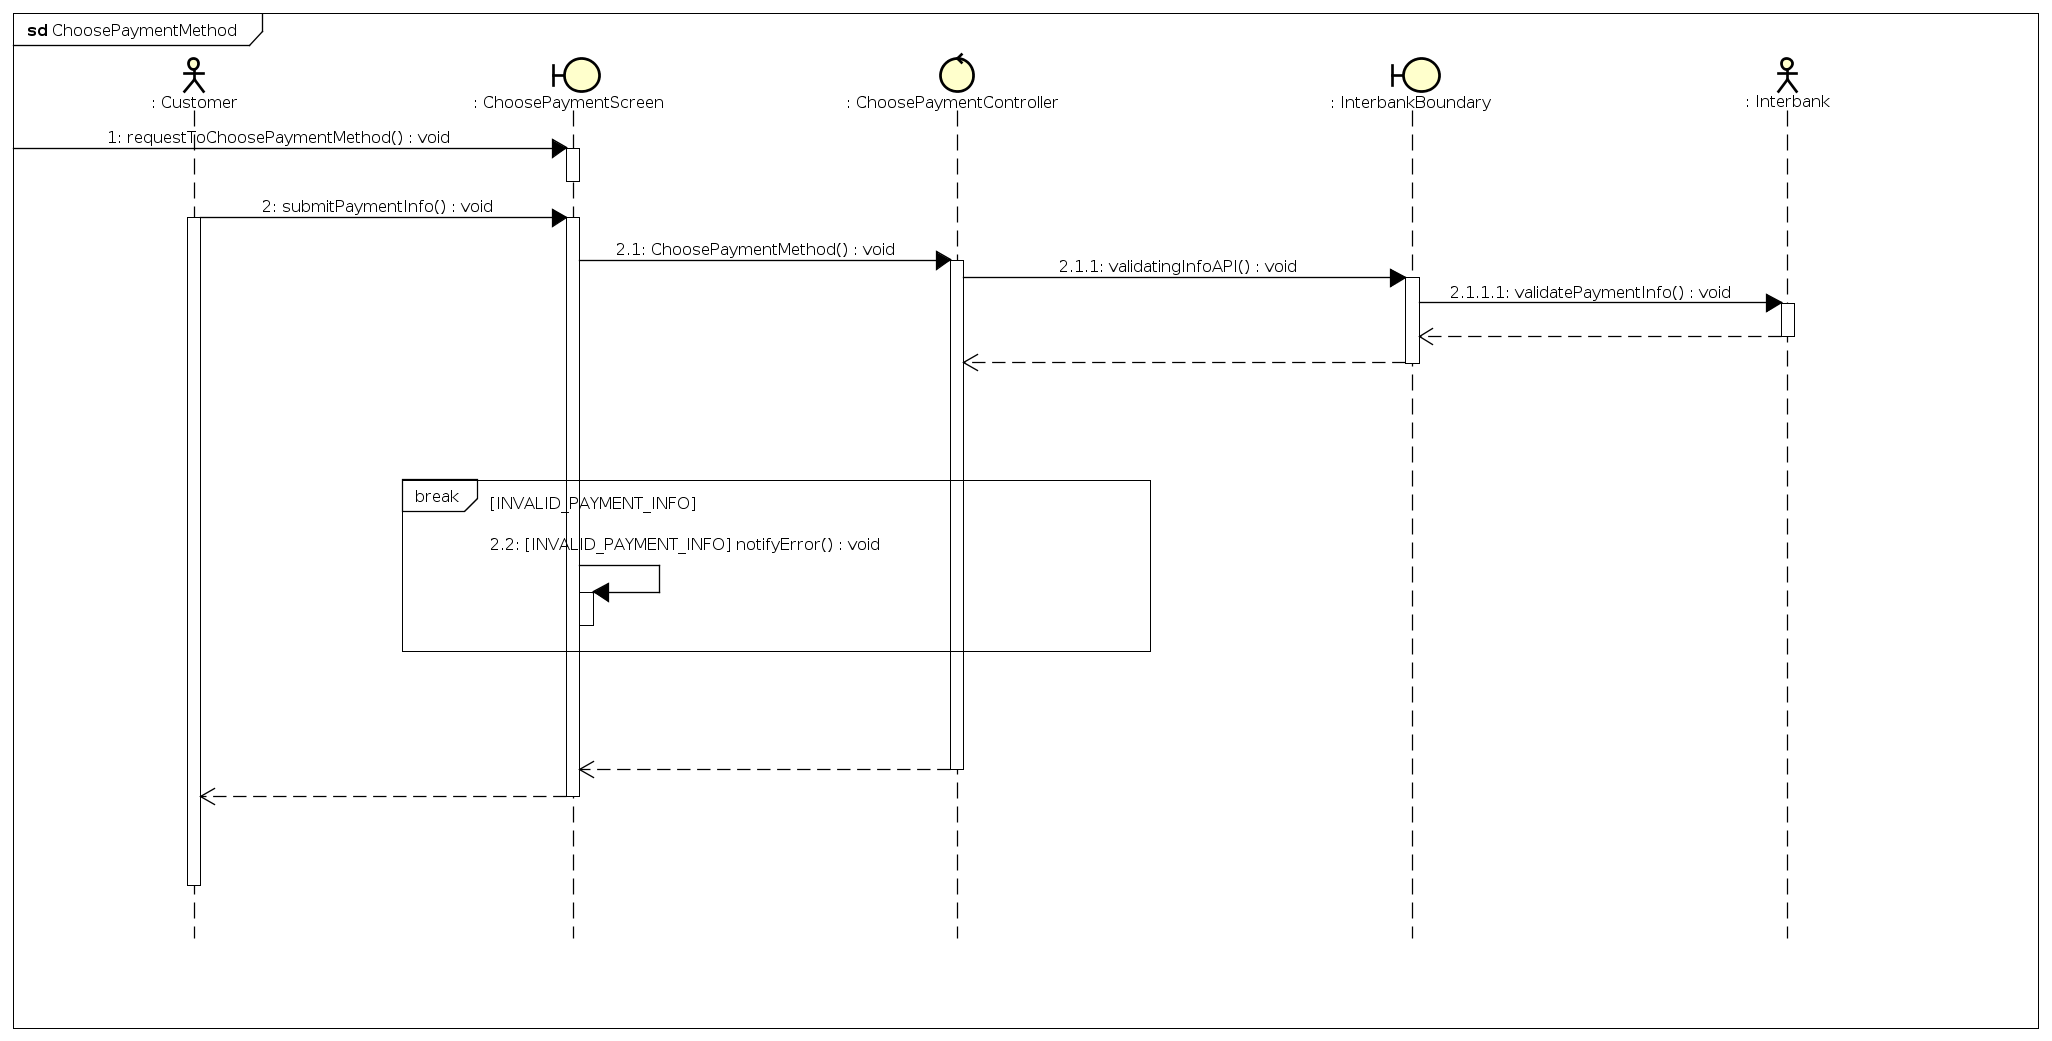 sd ChoosePaymentMethod
: Customer
: ChoosePaymentScreen
: ChoosePaymentController
: InterbankBoundary
: Interbank
1: requestToChoosePaymentMethod() : void
2: submitPaymentInfo() : void
2.1: ChoosePaymentMethod() : void
2.1.1: validatingInfoAPI() : void
2.1.1.1: validatePaymentInfo() : void
break
[INVALID_PAYMENT_INFO]
2.2: [INVALID_PAYMENT_INFO] notifyError() : void